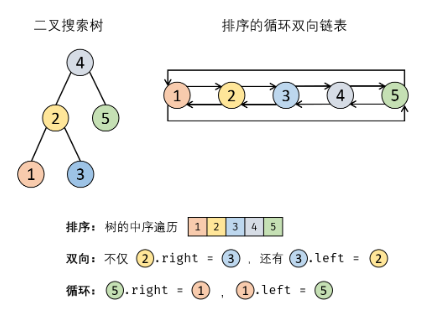 二叉搜索树
排序的循环双向链表
4
2
5
1
3
1 2 3 4 5
排序：树的中序遍历 1 2 3 4 5
双向：不仅 2.right = 3，还有 3.left = 2
循环：5.right = 1，1.left = 5